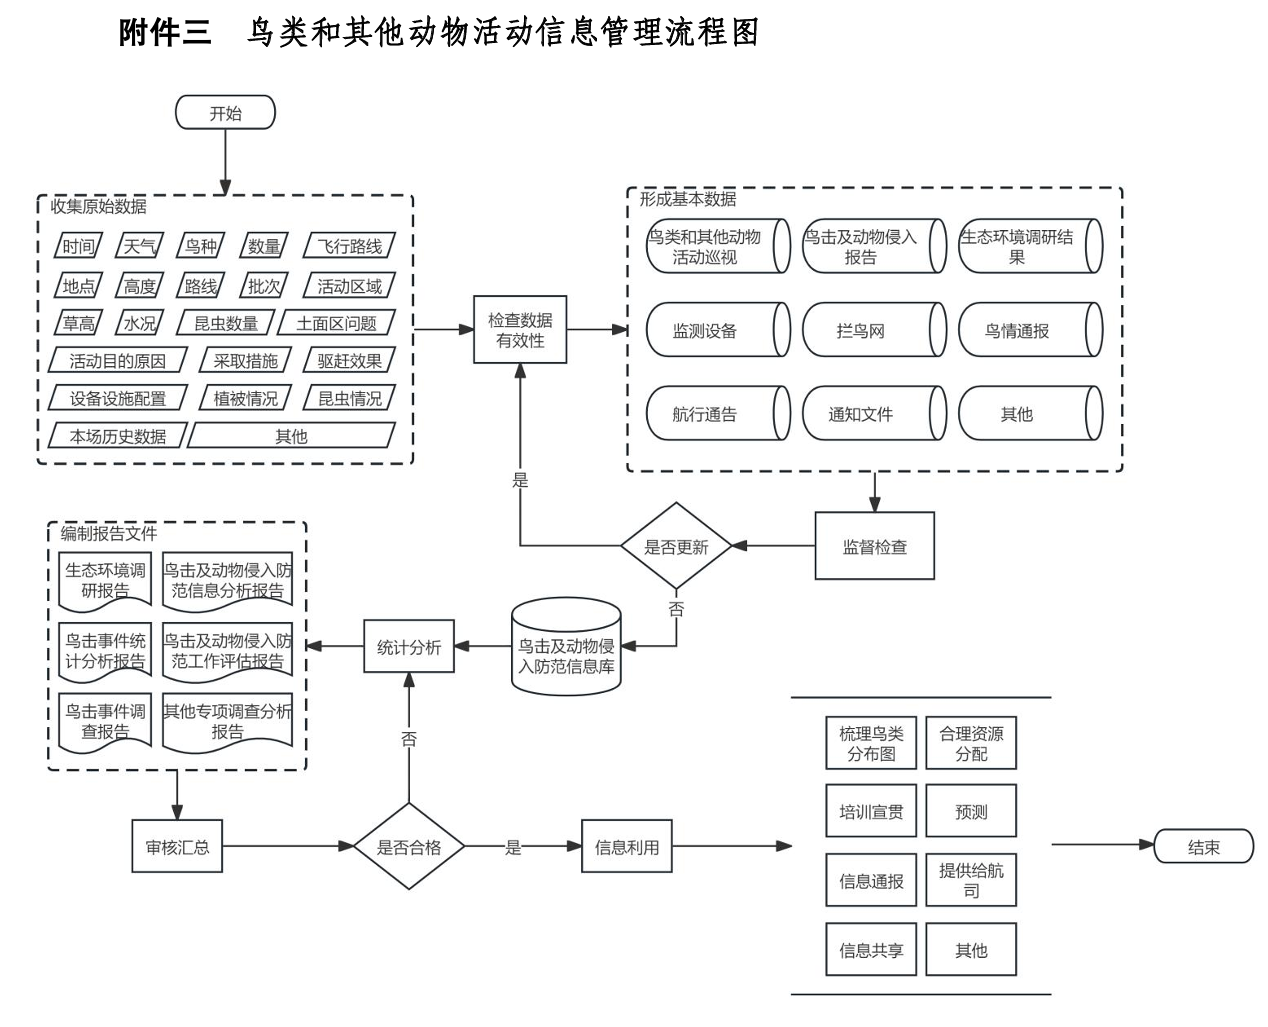 附件三 鸟类和其他动物活动信息管理流程图
开始
收集原始数据
时间 天气 鸟种 数量 飞行路线
地点 高度 路线 批次 活动区域
草高 水况 昆虫数量 土面区问题
活动目的原因 采取措施 驱赶效果
设备设施配置 植被情况 昆虫情况
本场历史数据 其他
检查数据
有效性
形成基本数据
鸟类和其他动物
活动巡视
鸟击及动物侵入
报告
生态环境调研结
果
监测设备 拦鸟网 鸟情通报
航行通告 通知文件 其他
监督检查
是否更新
是
否
鸟击及动物侵
入防范信息库
统计分析
编制报告文件
生态环境调
研报告
鸟击及动物侵入防
范信息分析报告
鸟击事件统
计分析报告
鸟击及动物侵入防
范工作评估报告
鸟击事件调
查报告
其他专项调查分析
报告
审核汇总
是否合格
否
是
信息利用
梳理鸟类
分布图
合理资源
分配
培训宣贯 预测
信息通报
提供给航
司
信息共享 其他
结束